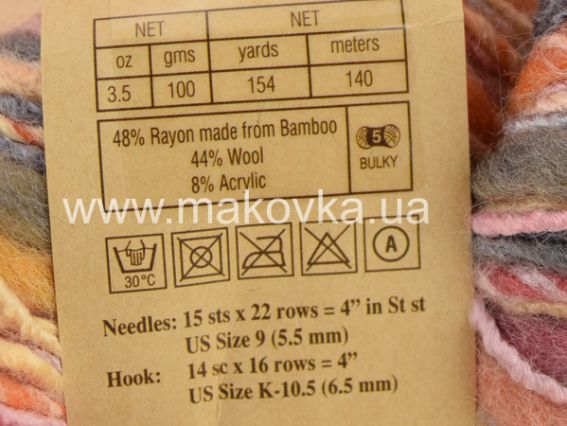 NET NET
oz grns yards meters
3.5 100 154 140
48% Rayon made from Bamboo
44% Wool
8% Acrylic
5
BULKY
www.makovka.ua
30°C
A
Needles: 15 sts x 22 rows = 4” in St st
US Size 9 (5.5 mm)
Hook: 14 sc x 16 rows = 4”
US Size K-10.5 (6.5 mm)